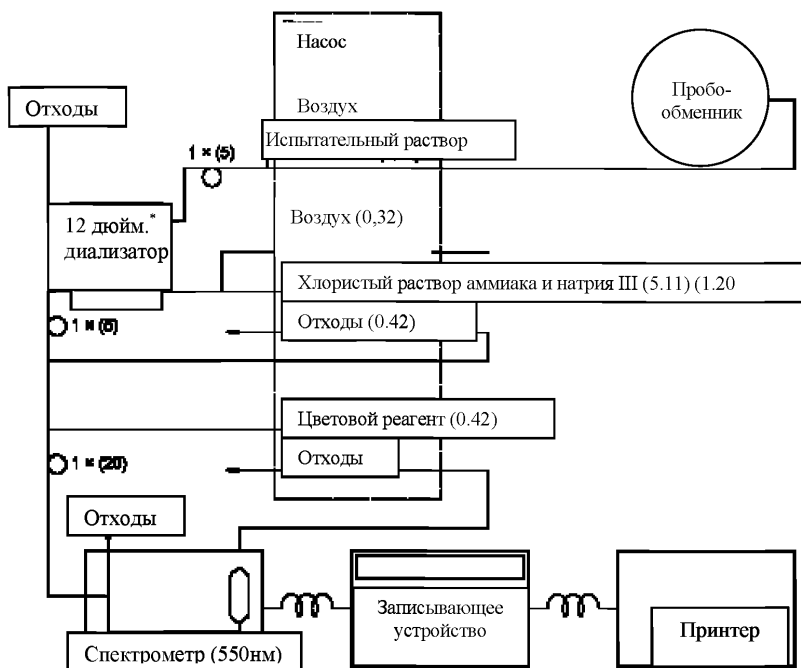 Насос
Пробо-
обменник
Отходы
Воздух
Испытательный раствор
1 × (5)
12 дюйм.*
диализатор
Воздух (0,32)
Хлористый раствор аммиака и натрия III (5.11) (1.20
1 × (6)
Отходы (0.42)
Цветовой реагент (0.42)
1 × (20)
Отходы
Отходы
Записывающее
устройство
Принтер
Спектрометр (550нм)